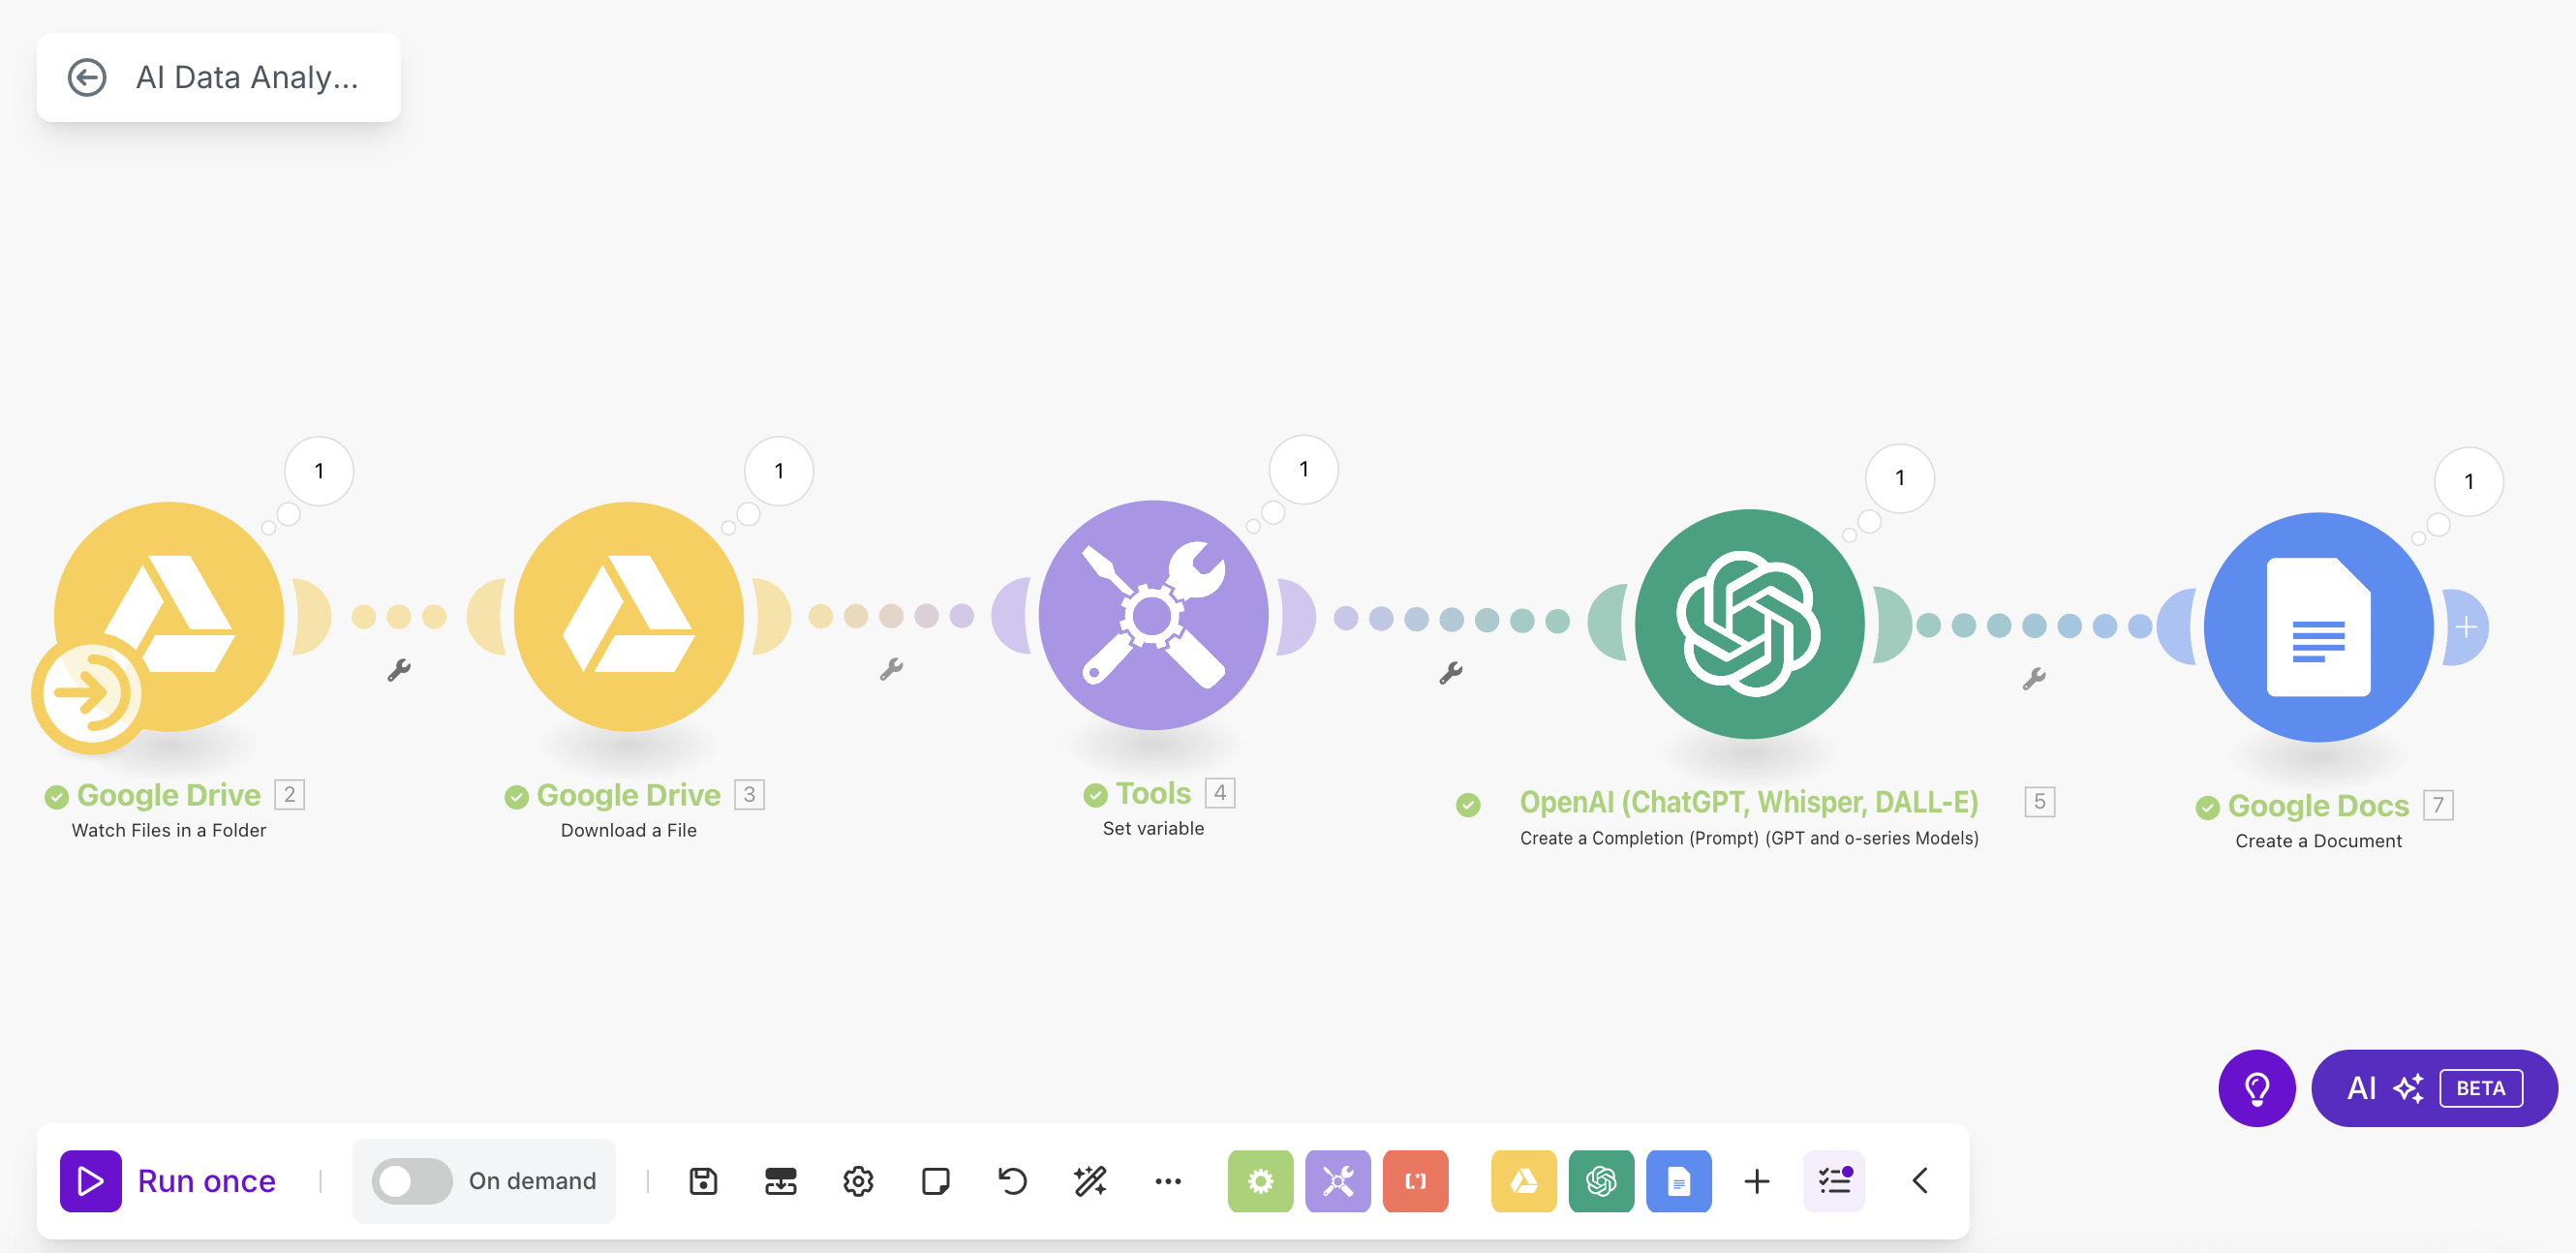 AI Data Analy...
1
1
1
1
1
Google Drive 2
Watch Files in a Folder
Google Drive 3
Download a File
Tools 4
Set variable
OpenAI (ChatGPT, Whisper, DALL-E) 5
Create a Completion (Prompt) (GPT and o-series Models)
Google Docs 7
Create a Document
AI BETA
Run once
On demand
[.*]